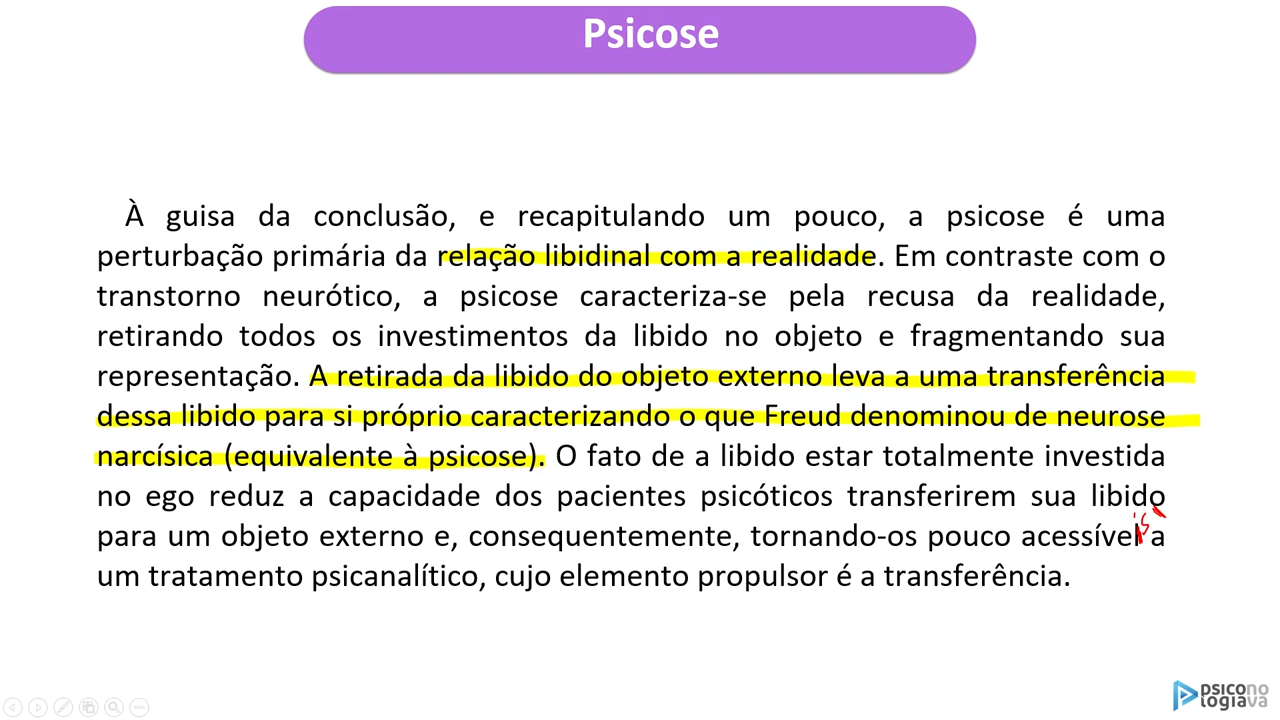 Psicose
À guisa da conclusão, e recapitulando um pouco, a psicose é uma
perturbação primária da relação libidinal com a realidade. Em contraste com o
transtorno neurótico, a psicose caracteriza-se pela recusa da realidade,
retirando todos os investimentos da libido no objeto e fragmentando sua
representação. A retirada da libido do objeto externo leva a uma transferência
dessa libido para si próprio caracterizando o que Freud denominou de neurose
narcísica (equivalente à psicose). O fato de a libido estar totalmente investida
no ego reduz a capacidade dos pacientes psicóticos transferirem sua libido
is
para um objeto externo e, consequentemente, tornando-os pouco acessível a
um tratamento psicanalítico, cujo elemento propulsor é a transferência.
psicono
logiava